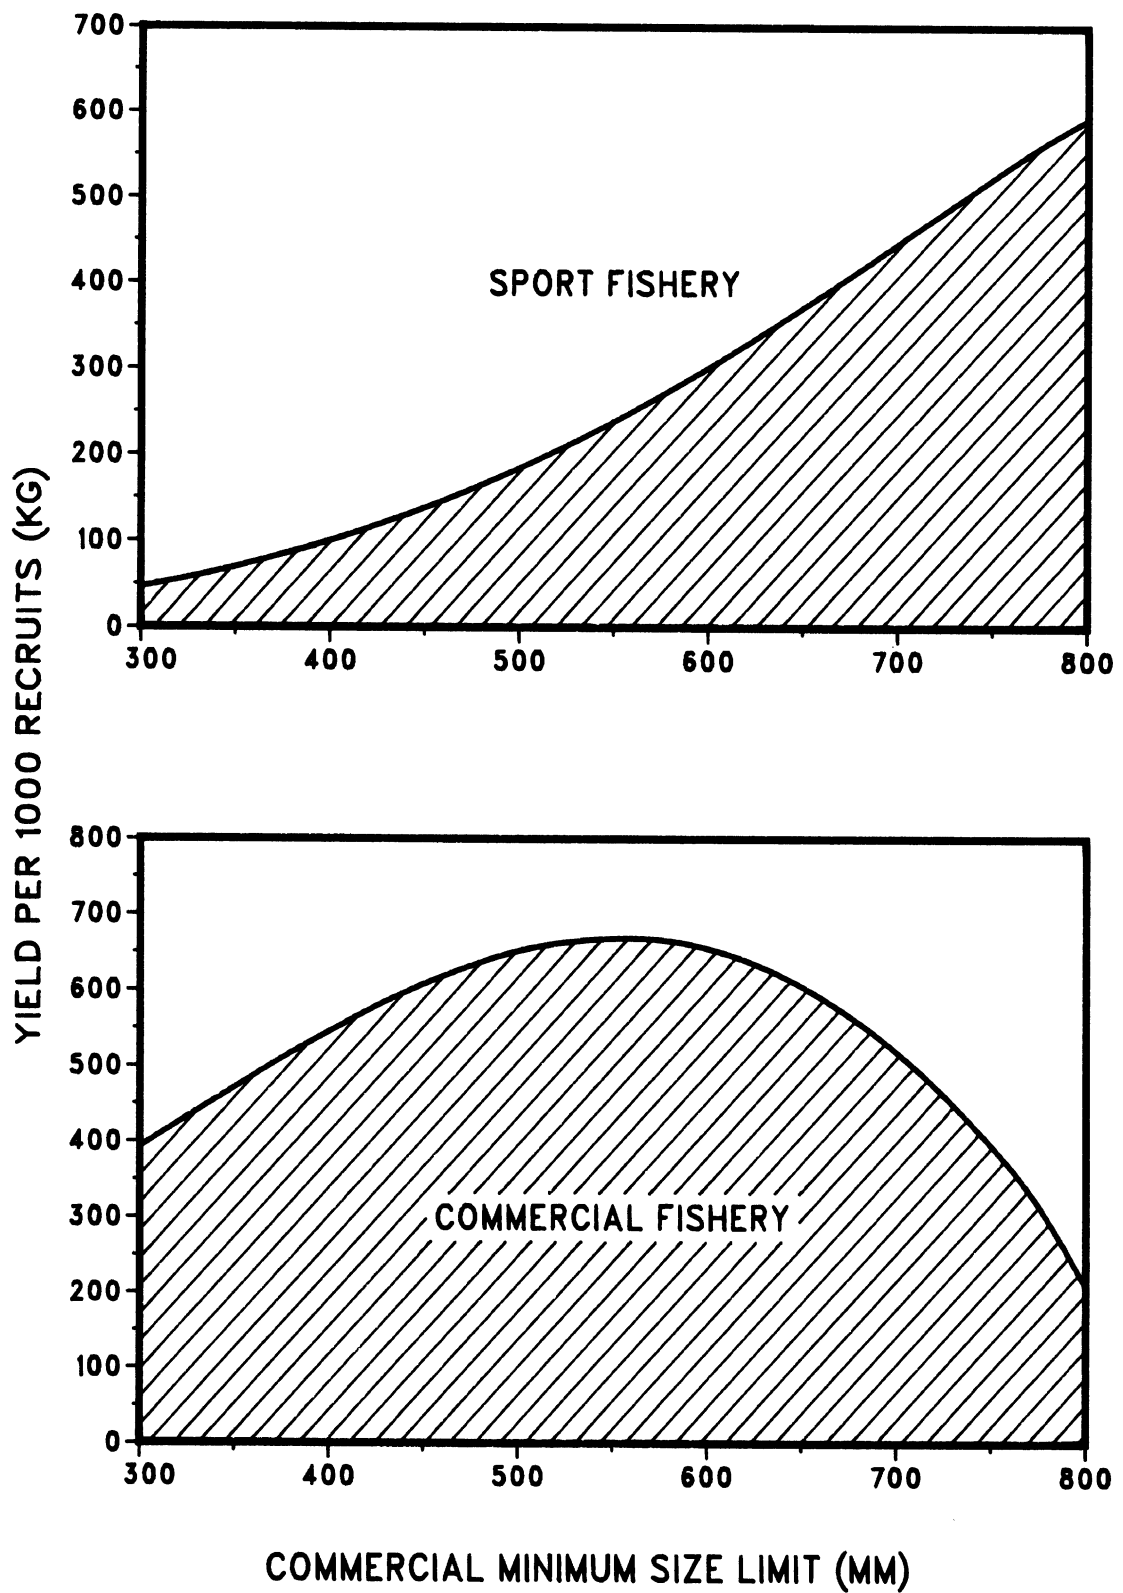 YIELD PER 1000 RECRUITS (KG)
700
600
500
400
300
200
100
0
SPORT FISHERY
300 400 500 600 700 800
800
700
600
500
400
300
200
100
0
COMMERCIAL FISHERY
300 400 500 600 700 800
COMMERCIAL MINIMUM SIZE LIMIT (MM)